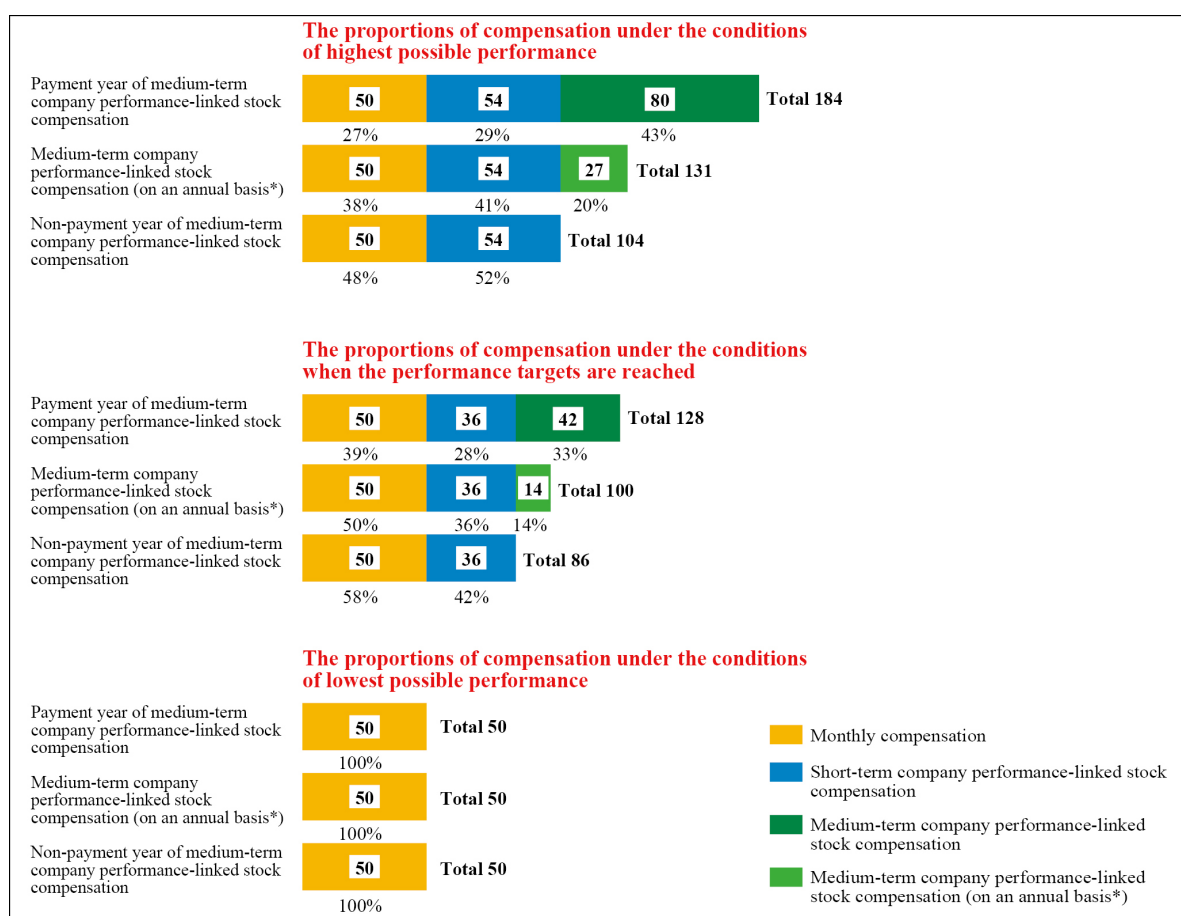 The proportions of compensation under the conditions
of highest possible performance
Payment year of medium-term
company performance-linked stock
compensation
50 54 80 Total 184
27% 29% 43%
Medium-term company
performance-linked stock
compensation (on an annual basis*)
50 54 27 Total 131
38% 41% 20%
Non-payment year of medium-term
company performance-linked stock
compensation
50 54 Total 104
48% 52%
The proportions of compensation under the conditions
when the performance targets are reached
Payment year of medium-term
company performance-linked stock
compensation
50 36 42 Total 128
39% 28% 33%
Medium-term company
performance-linked stock
compensation (on an annual basis*)
50 36 14 Total 100
50% 36% 14%
Non-payment year of medium-term
company performance-linked stock
compensation
50 36 Total 86
58% 42%
The proportions of compensation under the conditions
of lowest possible performance
Payment year of medium-term
company performance-linked stock
compensation
50 Total 50
100%
Medium-term company
performance-linked stock
compensation (on an annual basis*)
50 Total 50
100%
Non-payment year of medium-term
company performance-linked stock
compensation
50 Total 50
100%
Monthly compensation
Short-term company performance-linked stock
compensation
Medium-term company performance-linked
stock compensation
Medium-term company performance-linked
stock compensation (on an annual basis*)